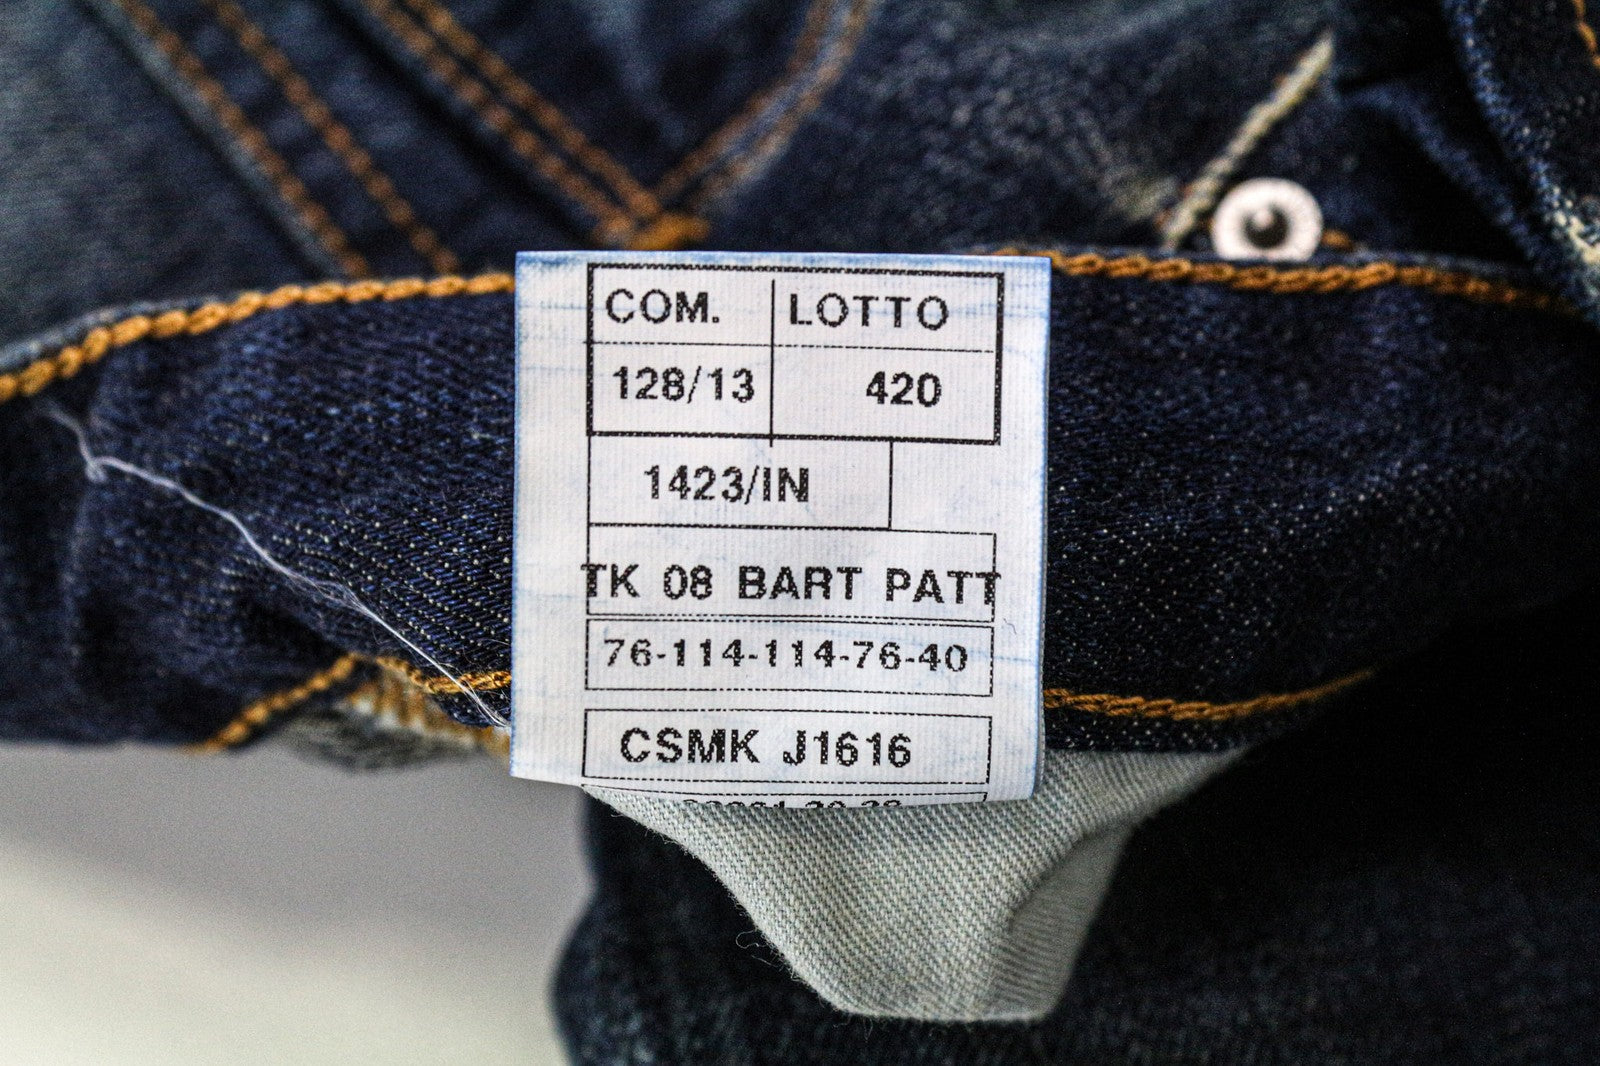 COM. LOTTO
128/13 420
1423/IN
TK 08 BART PATT
76-114-114-76-40
CSMK J1616